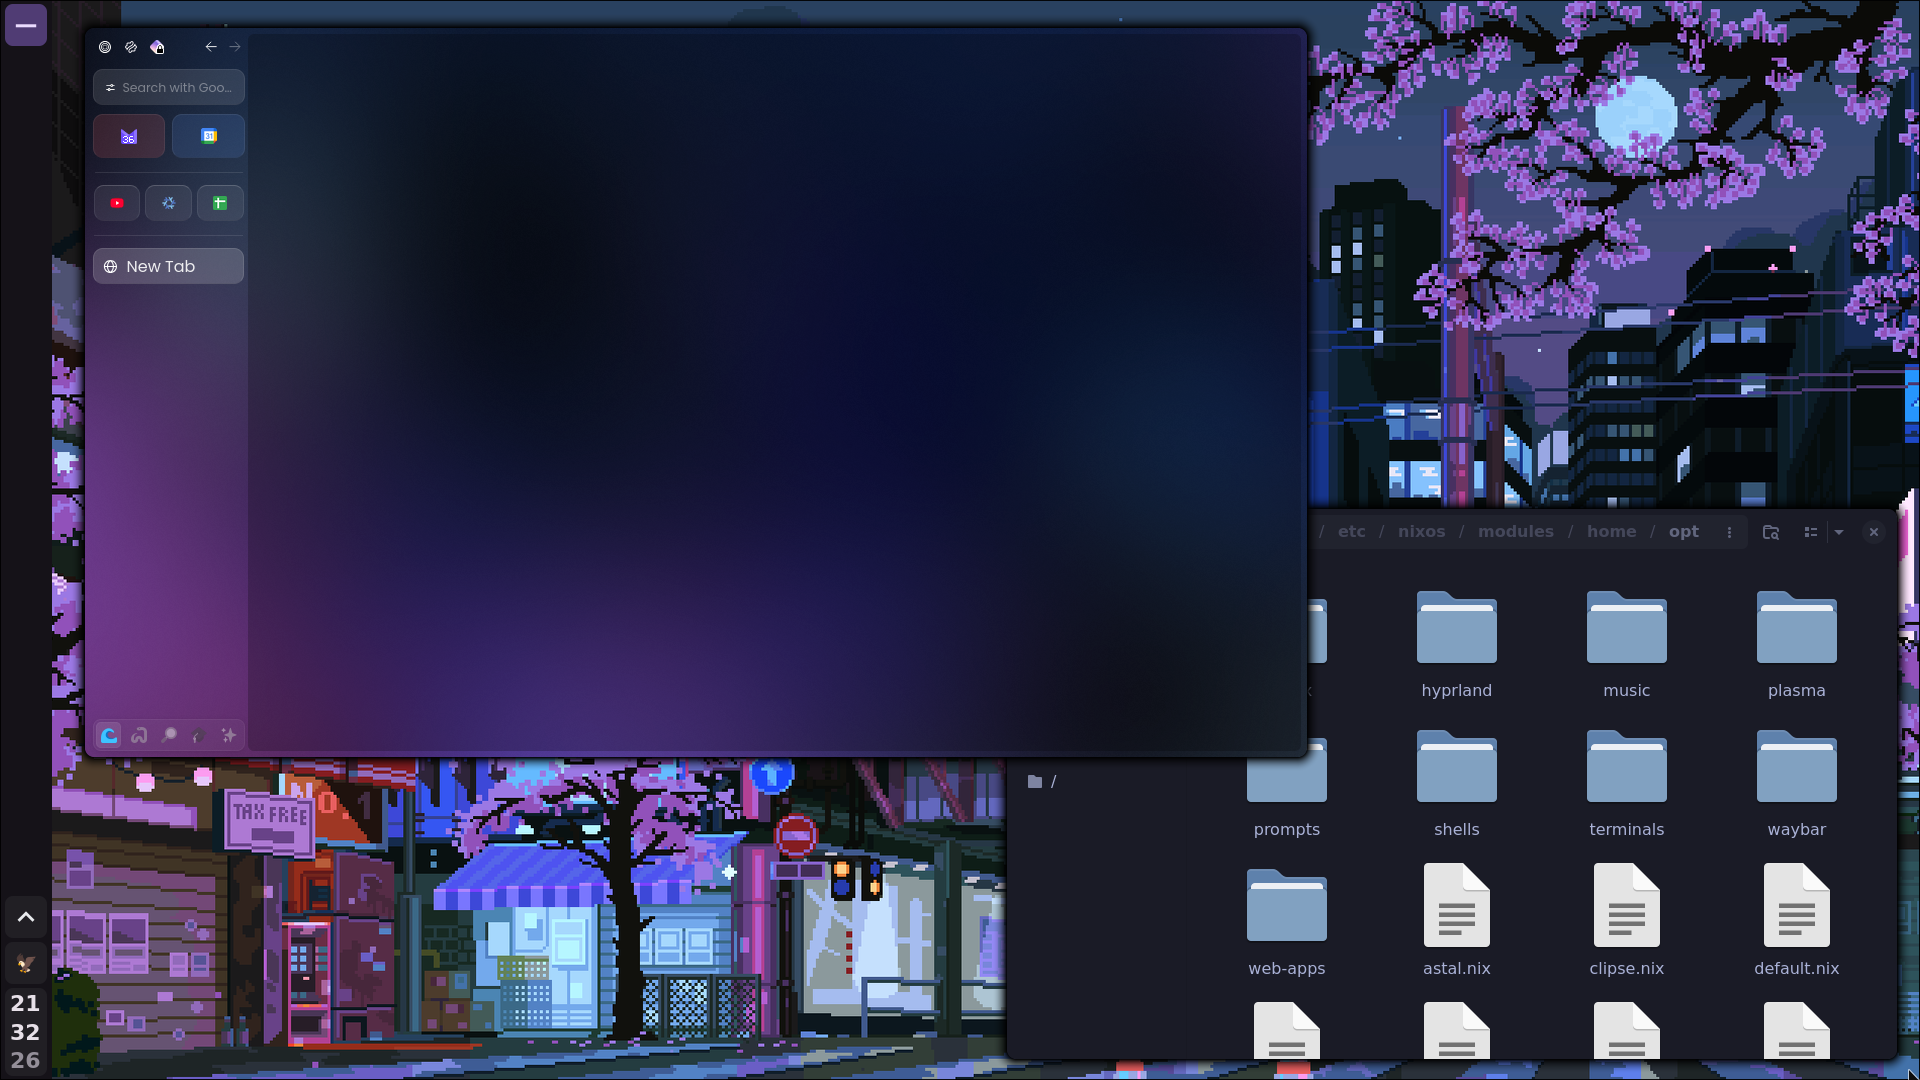 Search with Goo...
36
31
New Tab
/ etc / nixos / modules / home / opt
hyprland
music
plasma
/
prompts
shells
terminals
waybar
web-apps
astal.nix
clipse.nix
default.nix
TAX FREE
21
32
26